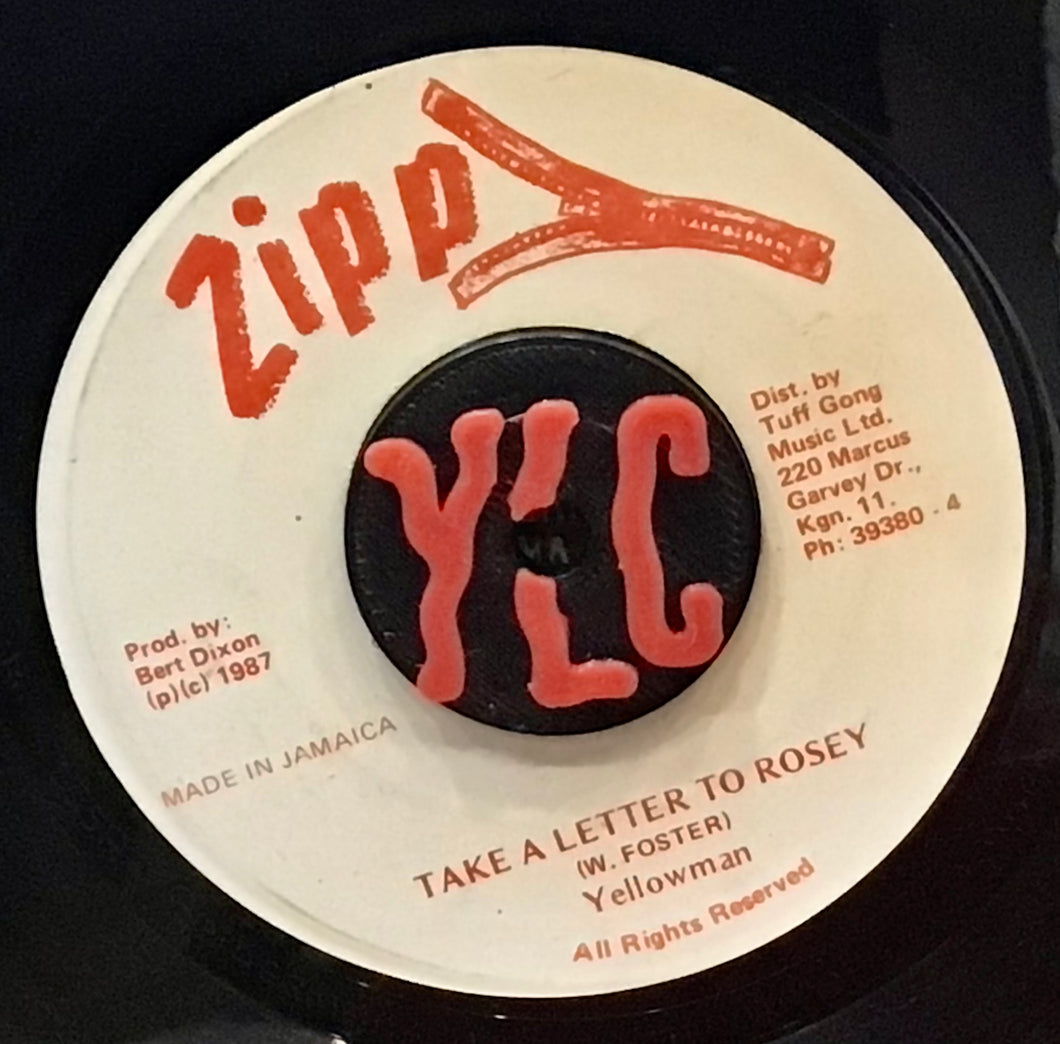 Zipp
Dist. by
Tuff Gong
Music Ltd.
220 Marcus
Garvey Dr.,
Kgn. 11.
Ph: 39380 - 4
YLC
Prod. by:
Bert Dixon
(p)(c) 1987
MADE IN JAMAICA
TAKE A LETTER TO ROSEY
(W. FOSTER)
Yellowman
All Rights Reserved